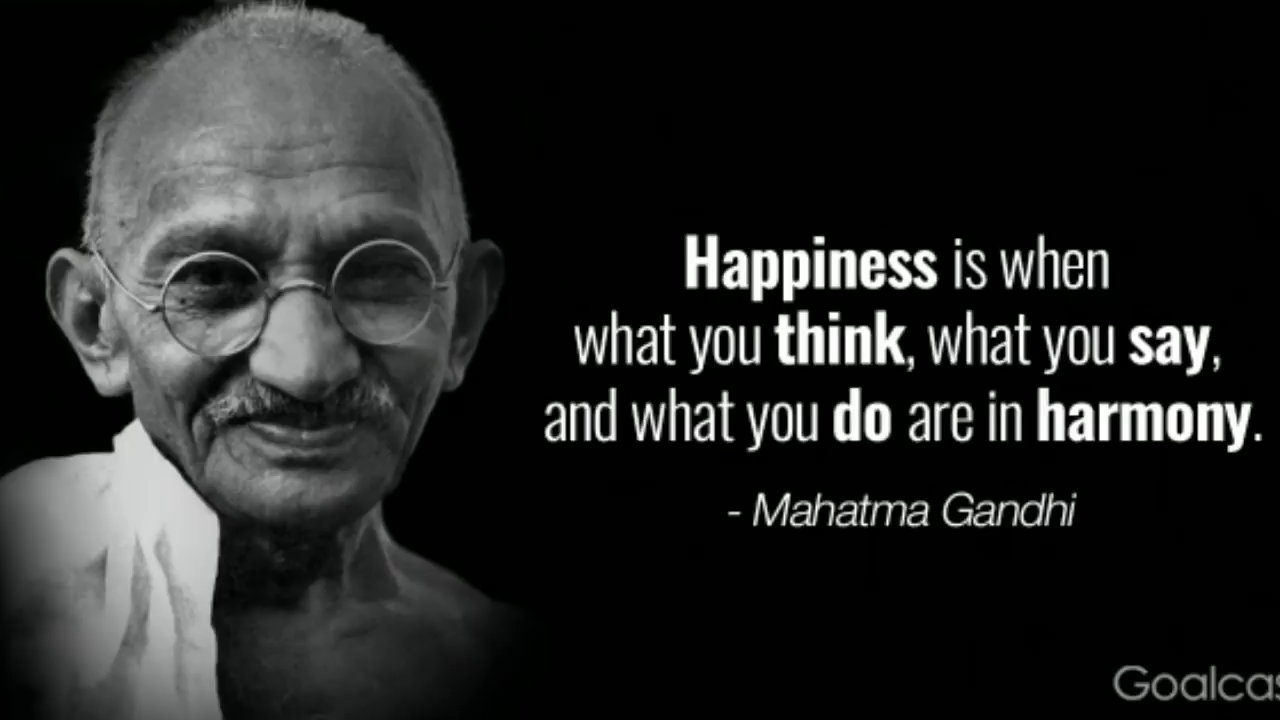 Happiness is when
what you think, what you say,
and what you do are in harmony.
- Mahatma Gandhi
Goalcas